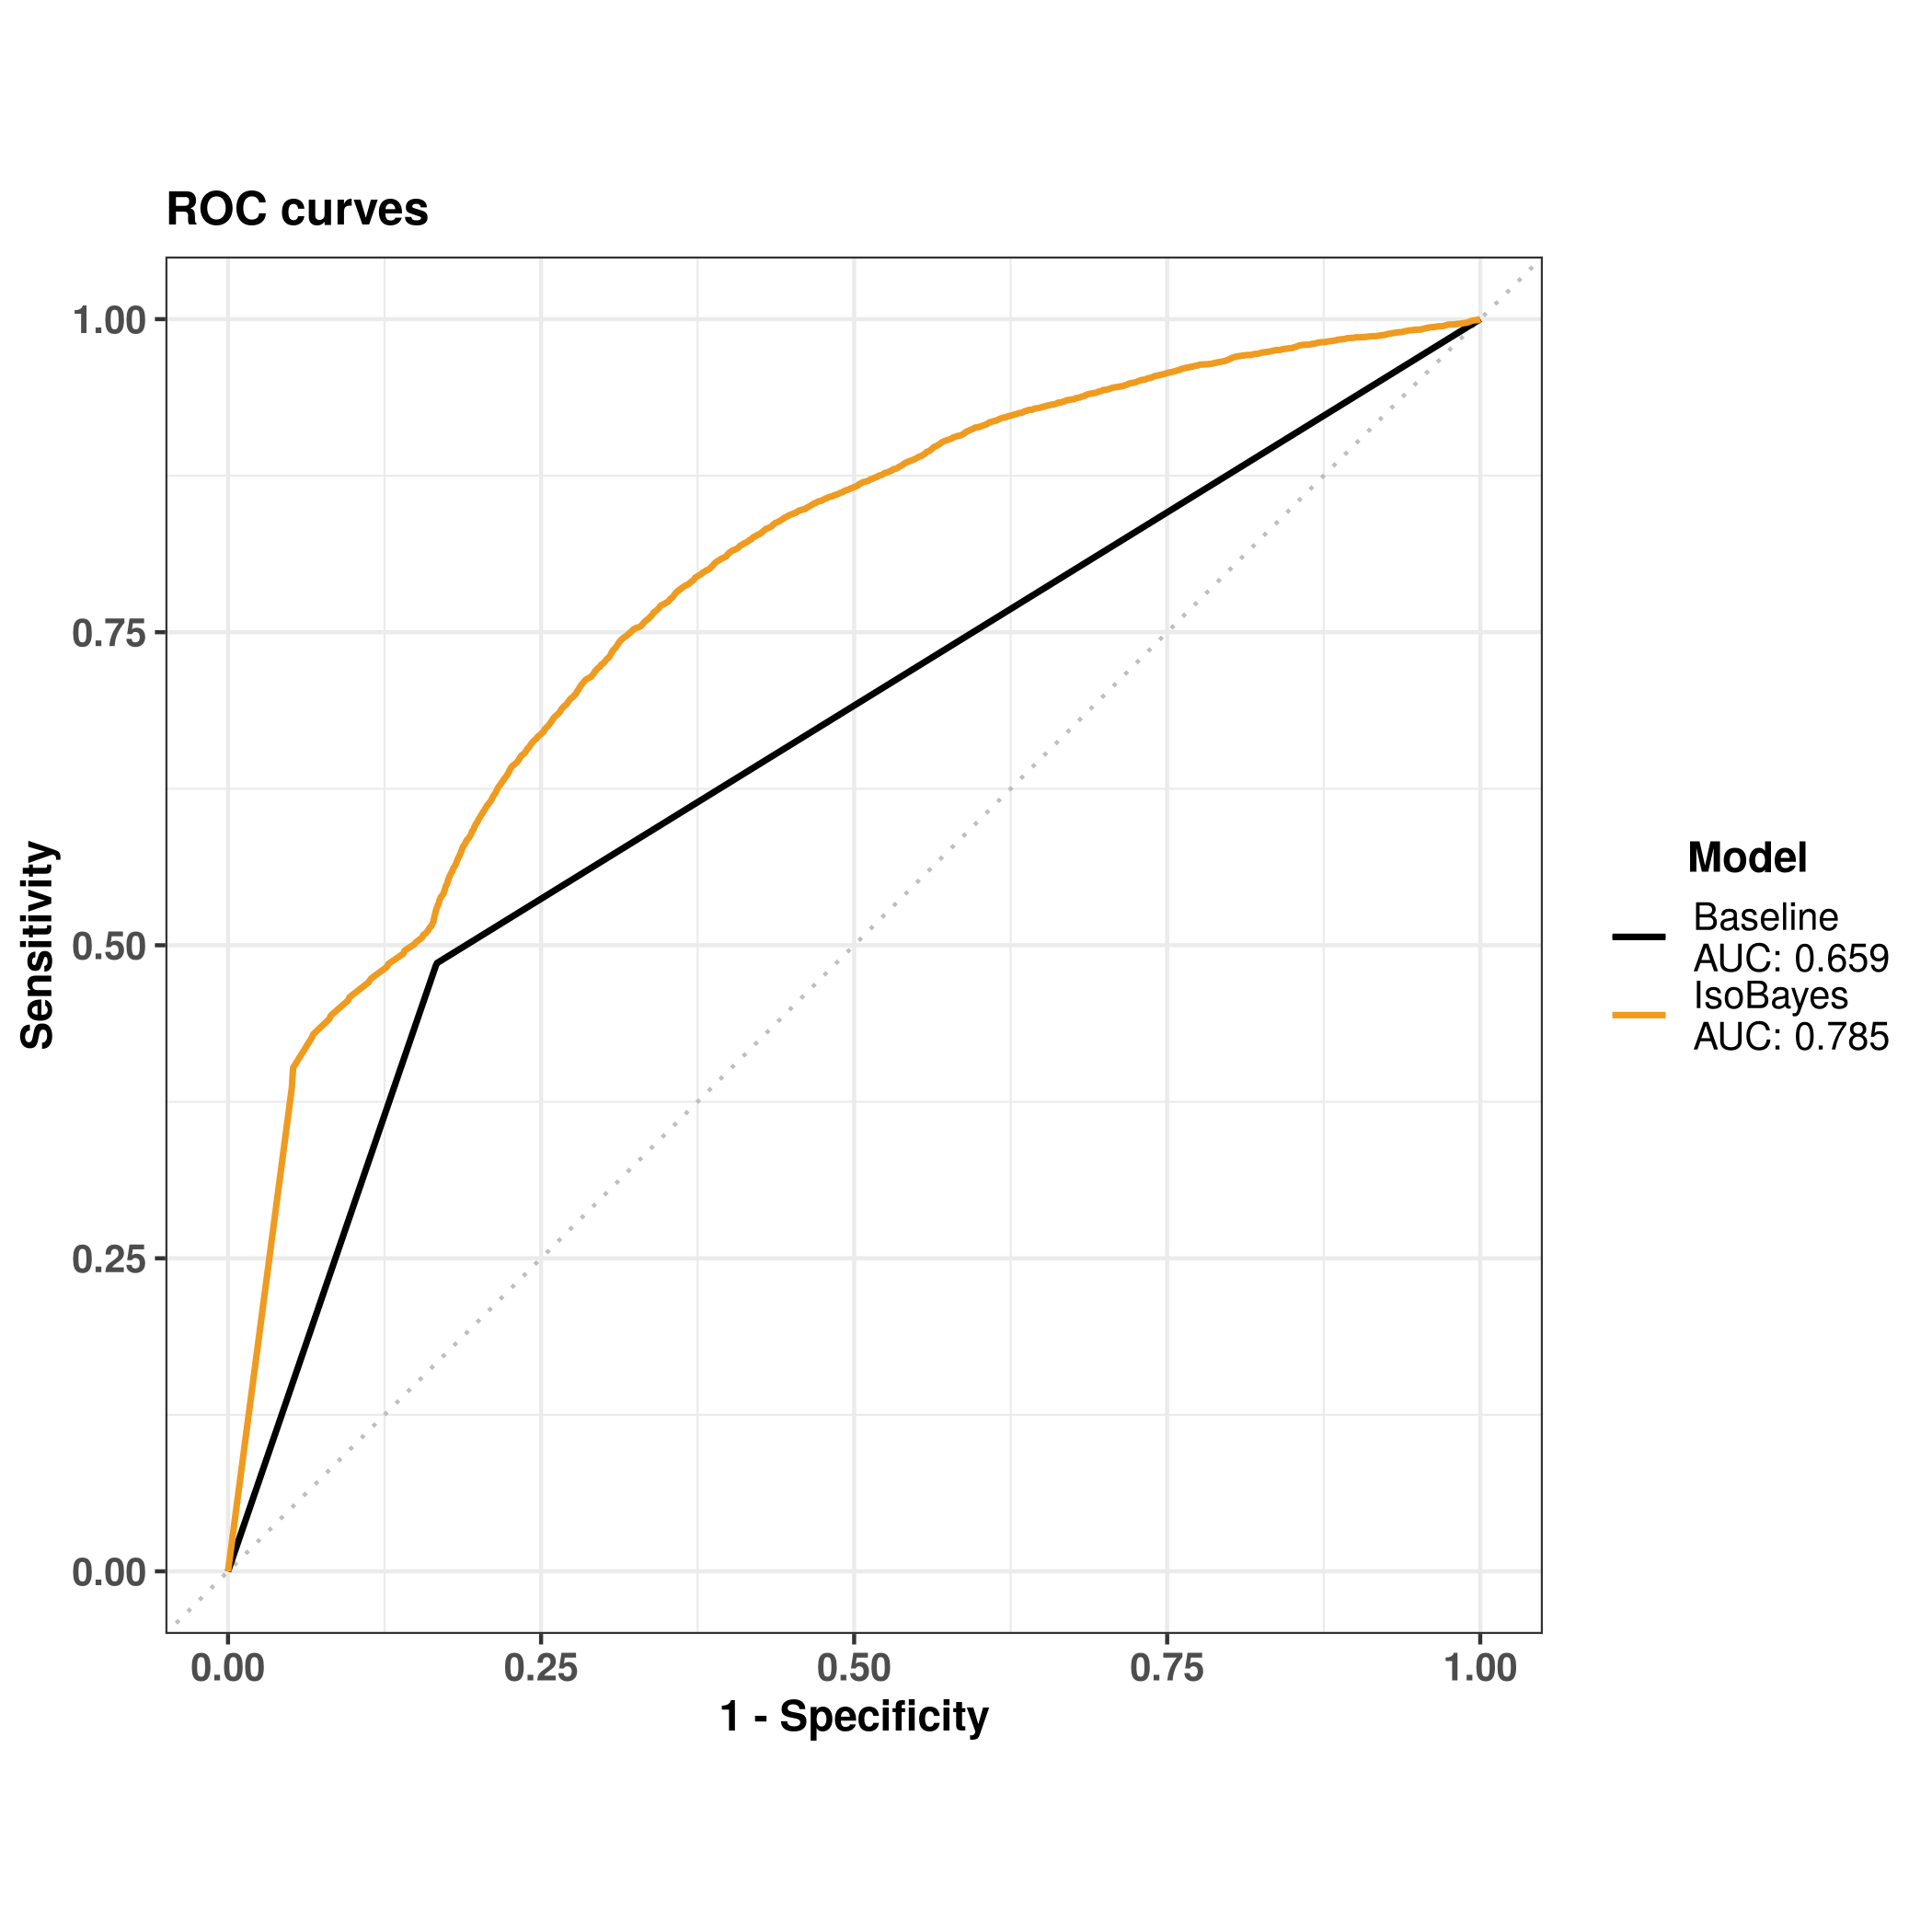 ROC curves
1.00
0.75
0.50
0.25
0.00
Sensitivity
0.00 0.25 0.50 0.75 1.00
1 - Specificity
Model
Baseline
AUC: 0.659
IsoBayes
AUC: 0.785